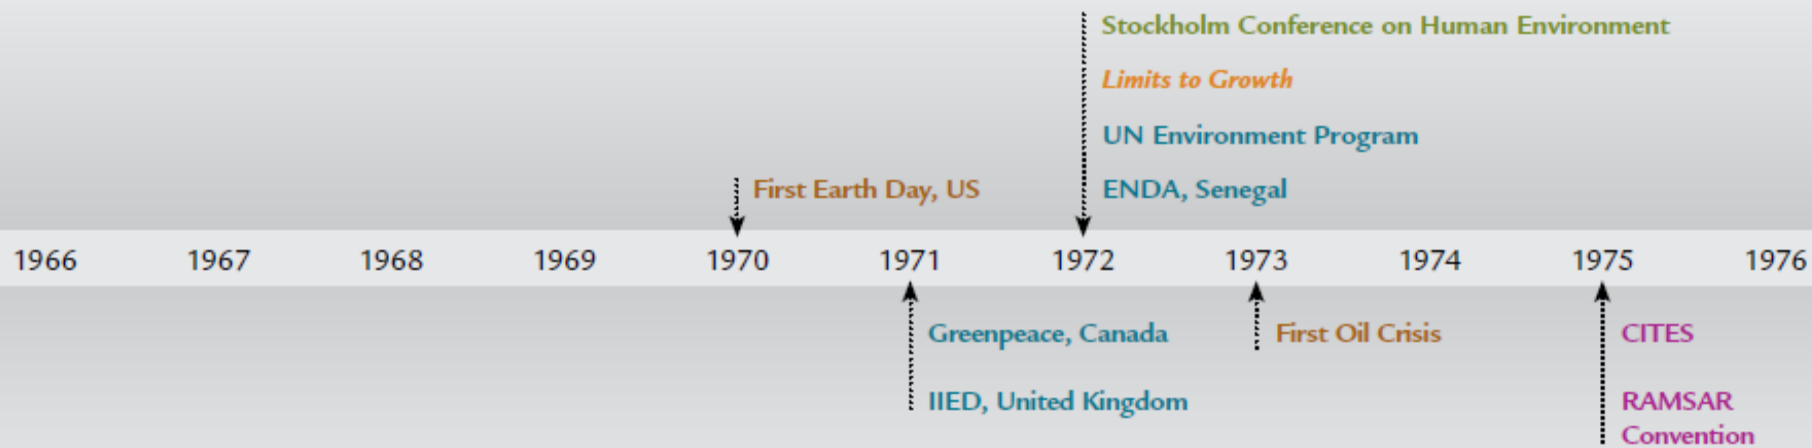 Stockholm Conference on Human Environment
Limits to Growth
UN Environment Program
First Earth Day, US
ENDA, Senegal
1966 1967 1968 1969 1970 1971 1972 1973 1974 1975 1976
Greenpeace, Canada
First Oil Crisis
CITES
IIED, United Kingdom
RAMSAR
Convention